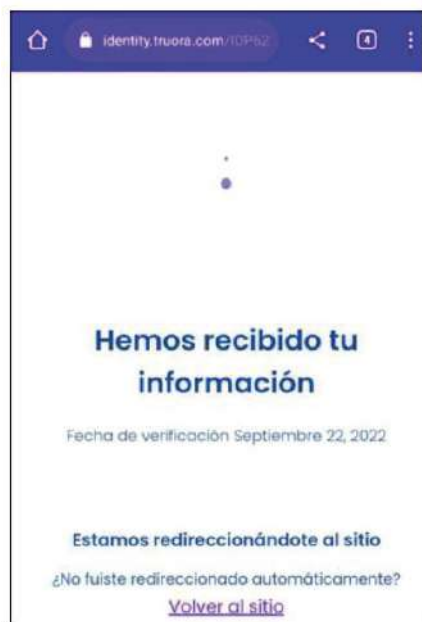 identity.truora.com/IDP62
4
Hemos recibido tu
información
Fecha de verificación Septiembre 22, 2022
Estamos redireccionándote al sitio
¿No fuiste redireccionado automáticamente?
Volver al sitio